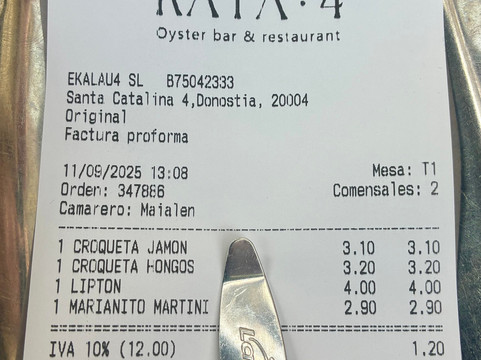 KATA·4
Oyster bar & restaurant
EKALAU4 SL B75042333
Santa Catalina 4,Donostia, 20004
Original
Factura proforma
11/09/2025 13:08 Mesa: T1
Orden: 347886 Comensales: 2
Camarero: Maialen
1 CROQUETA JAMON 3.10 3.10
1 CROQUETA HONGOS 3.20 3.20
1 LIPTON 4.00 4.00
1 MARIANITO MARTINI 2.90 2.90
IVA 10% (12.00) 1.20